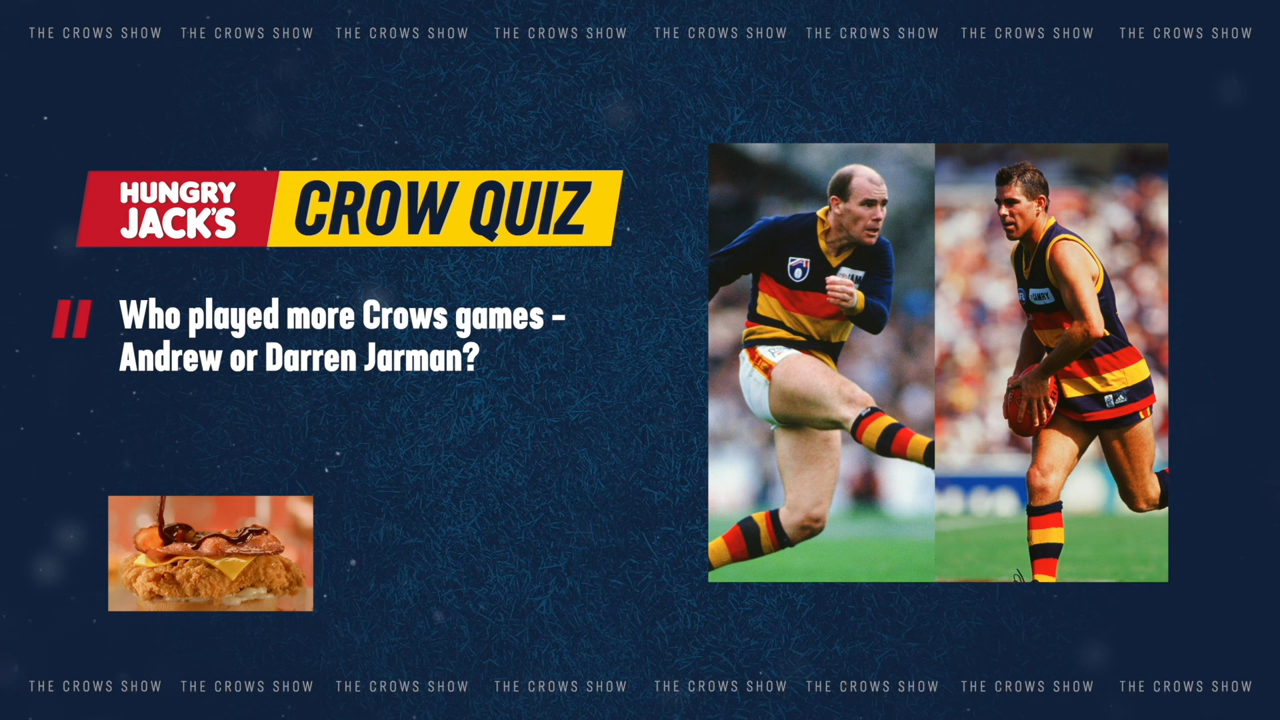 THE CROWS SHOW THE CROWS SHOW THE CROWS SHOW THE CROWS SHOW THE CROWS SHOW THE CROWS SHOW THE CROWS SHOW THE CROWS SHOW
HUNGRY
JACK'S
CROW QUIZ
Who played more Crows games –
Andrew or Darren Jarman?
THE CROWS SHOW THE CROWS SHOW THE CROWS SHOW THE CROWS SHOW THE CROWS SHOW THE CROWS SHOW THE CROWS SHOW THE CROWS SHOW